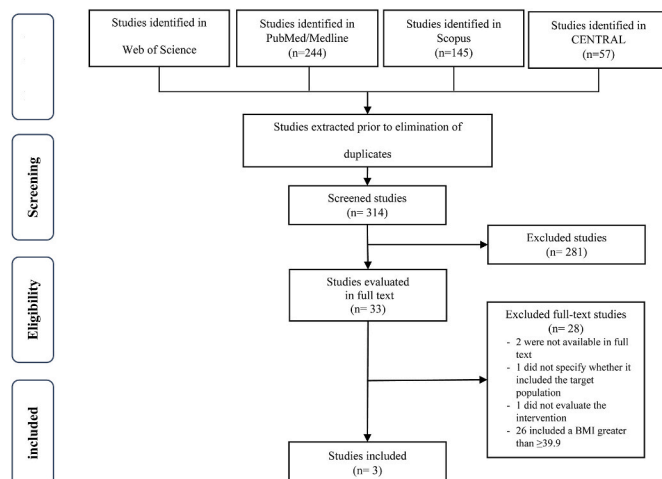 Studies identified in
Web of Science
Studies identified in
PubMed/Medline
(n=244)
Studies identified in
Scopus
(n=145)
Studies identified in
CENTRAL
(n=57)
Studies extracted prior to elimination of
duplicates
Screening
Screened studies
(n= 314)
Excluded studies
(n= 281)
Eligibility
Studies evaluated
in full text
(n= 33)
Excluded full-text studies
(n= 28)
- 2 were not available in full
text
- 1 did not specify whether it
included the target
population
- 1 did not evaluate the
intervention
- 26 included a BMI greater
than ≥39.9
included
Studies included
(n= 3)